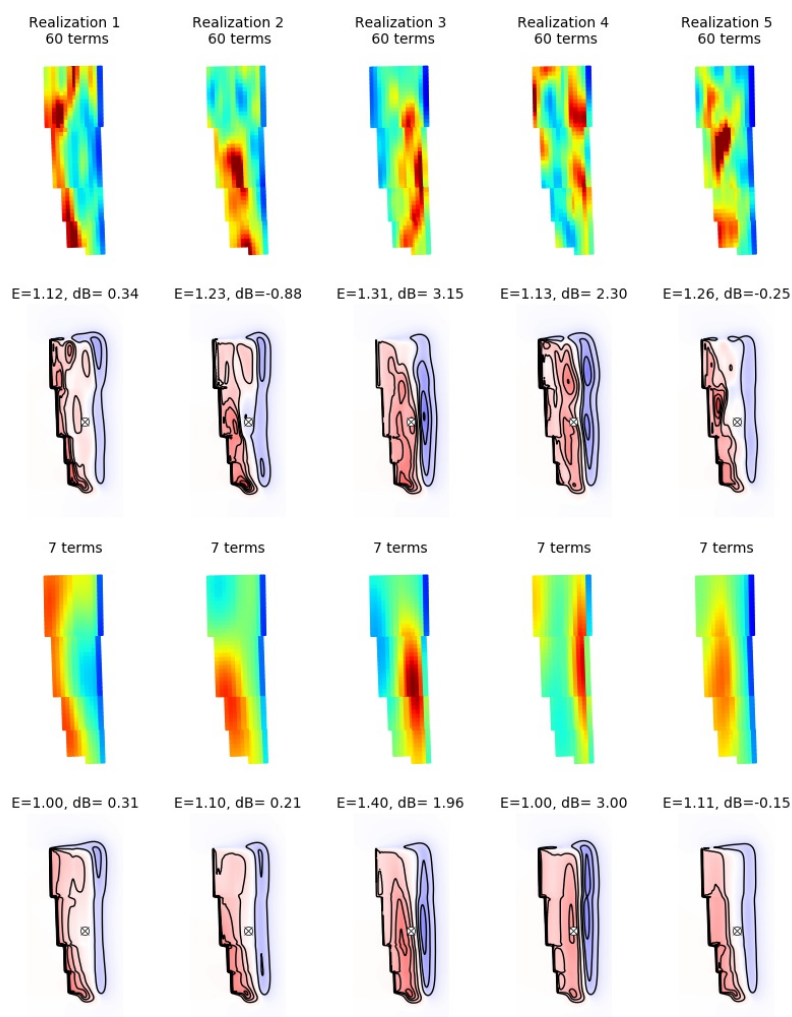 Realization 1
60 terms
Realization 2
60 terms
Realization 3
60 terms
Realization 4
60 terms
Realization 5
60 terms
E=1.12, dB= 0.34
E=1.23, dB=-0.88
E=1.31, dB= 3.15
E=1.13, dB= 2.30
E=1.26, dB=-0.25
7 terms
7 terms
7 terms
7 terms
7 terms
E=1.00, dB= 0.31
E=1.10, dB= 0.21
E=1.40, dB= 1.96
E=1.00, dB= 3.00
E=1.11, dB=-0.15